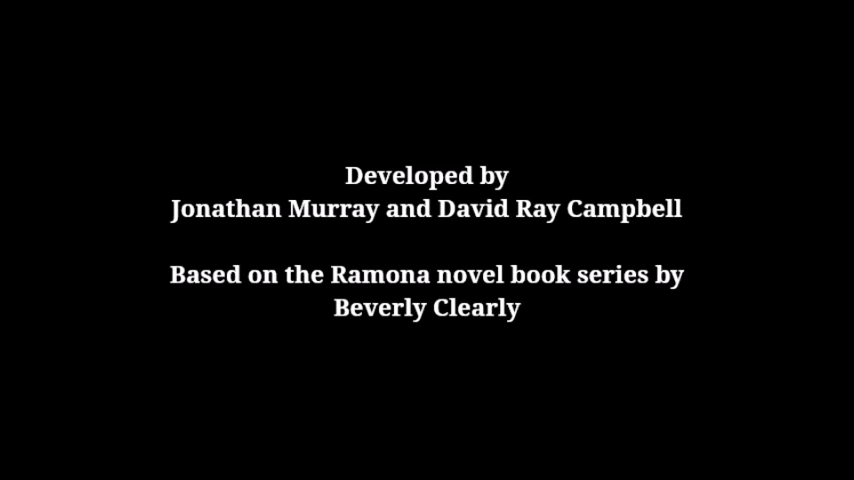 Developed by
Jonathan Murray and David Ray Campbell
Based on the Ramona novel book series by
Beverly Clearly